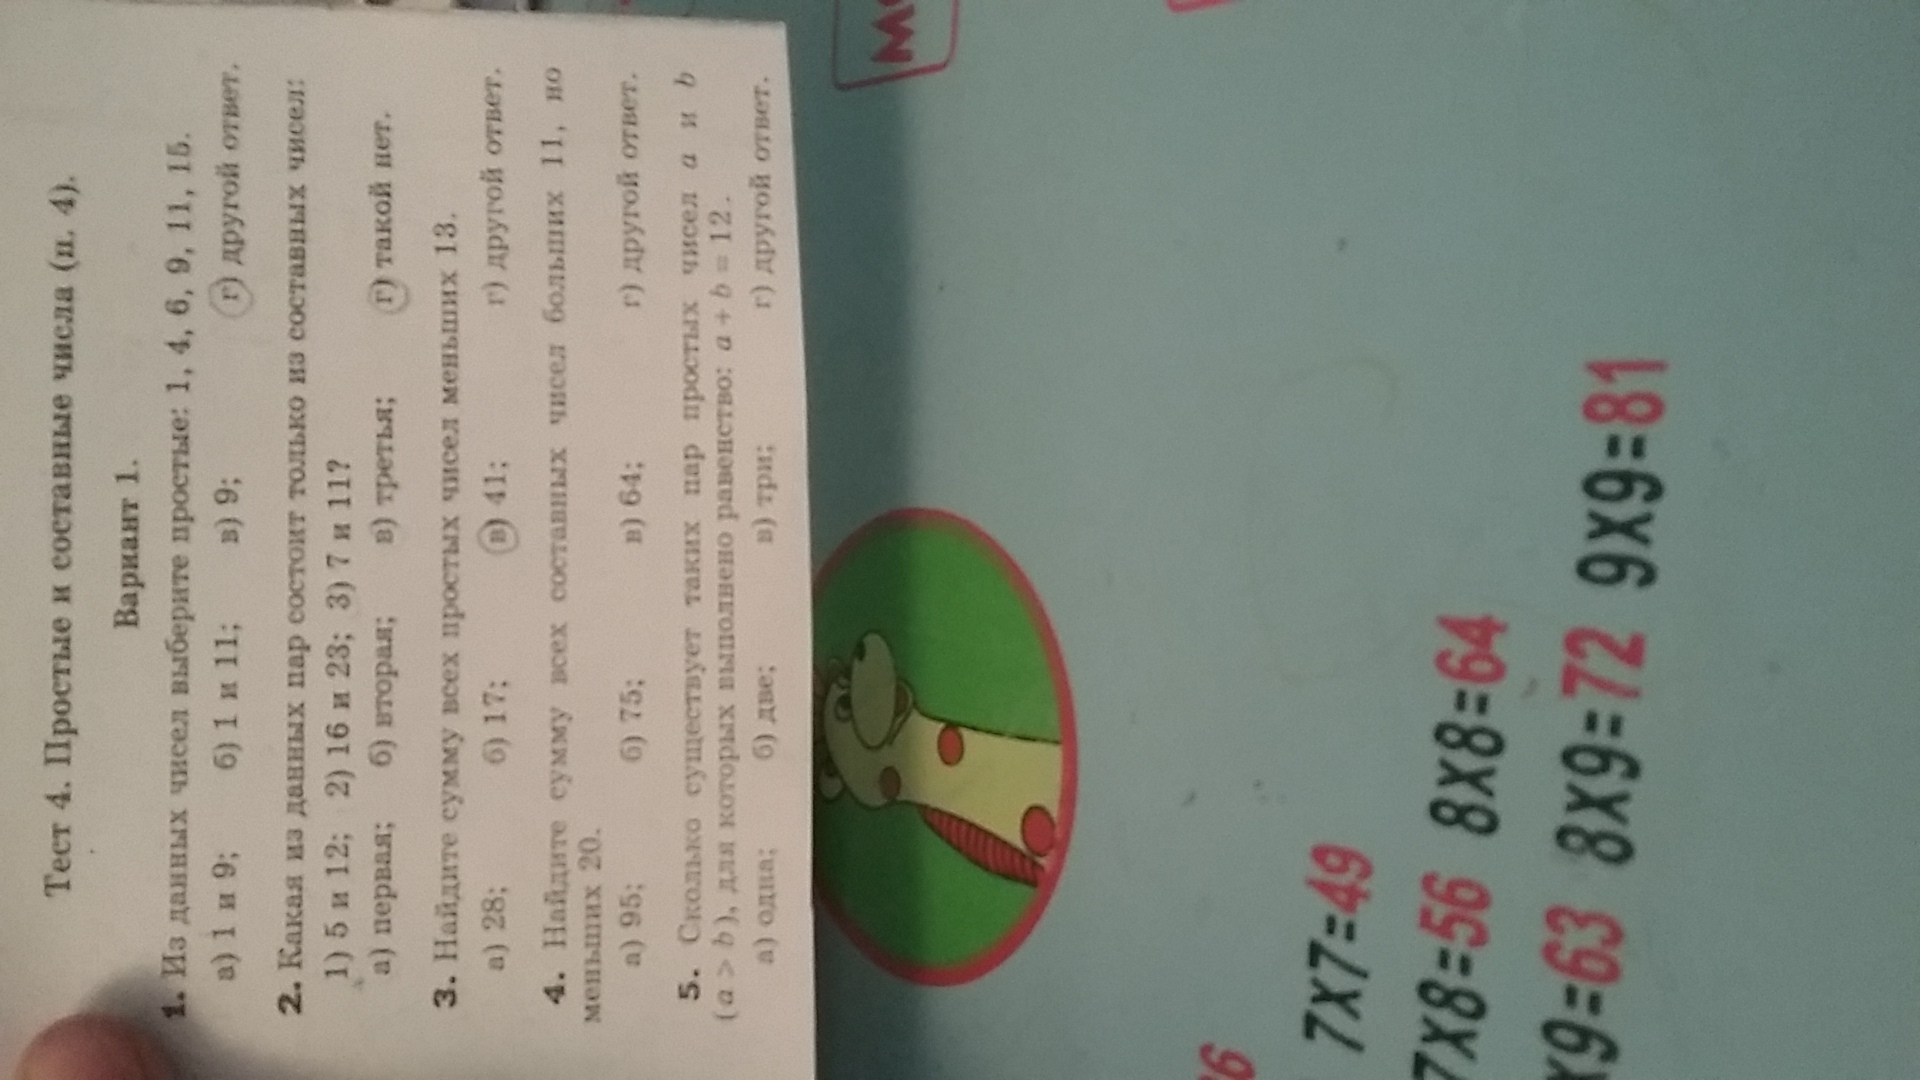 Тест 4. Простые и составные числа (п. 4).
Вариант 1.
1. Из данных чисел выберите простые: 1, 4, 6, 9, 11, 15.
а) 1 и 9; б) 1 и 11; в) 9; г) другой ответ.
2. Какая из данных пар состоит только из составных чисел:
1) 5 и 12; 2) 16 и 23; 3) 7 и 11?
а) первая; б) вторая; в) третья; г) такой нет.
3. Найдите сумму всех простых чисел меньших 13.
а) 28; б) 17; в) 41; г) другой ответ.
4. Найдите сумму всех составных чисел больших 11, но
меньших 20.
а) 95; б) 75; в) 64; г) другой ответ.
5. Сколько существует таких пар простых чисел a и b
(a > b), для которых выполнено равенство: a + b = 12.
а) одна; б) две; в) три; г) другой ответ.
7x7=49
7x8=56 8x8=64
x9=63 8x9=72 9x9=81